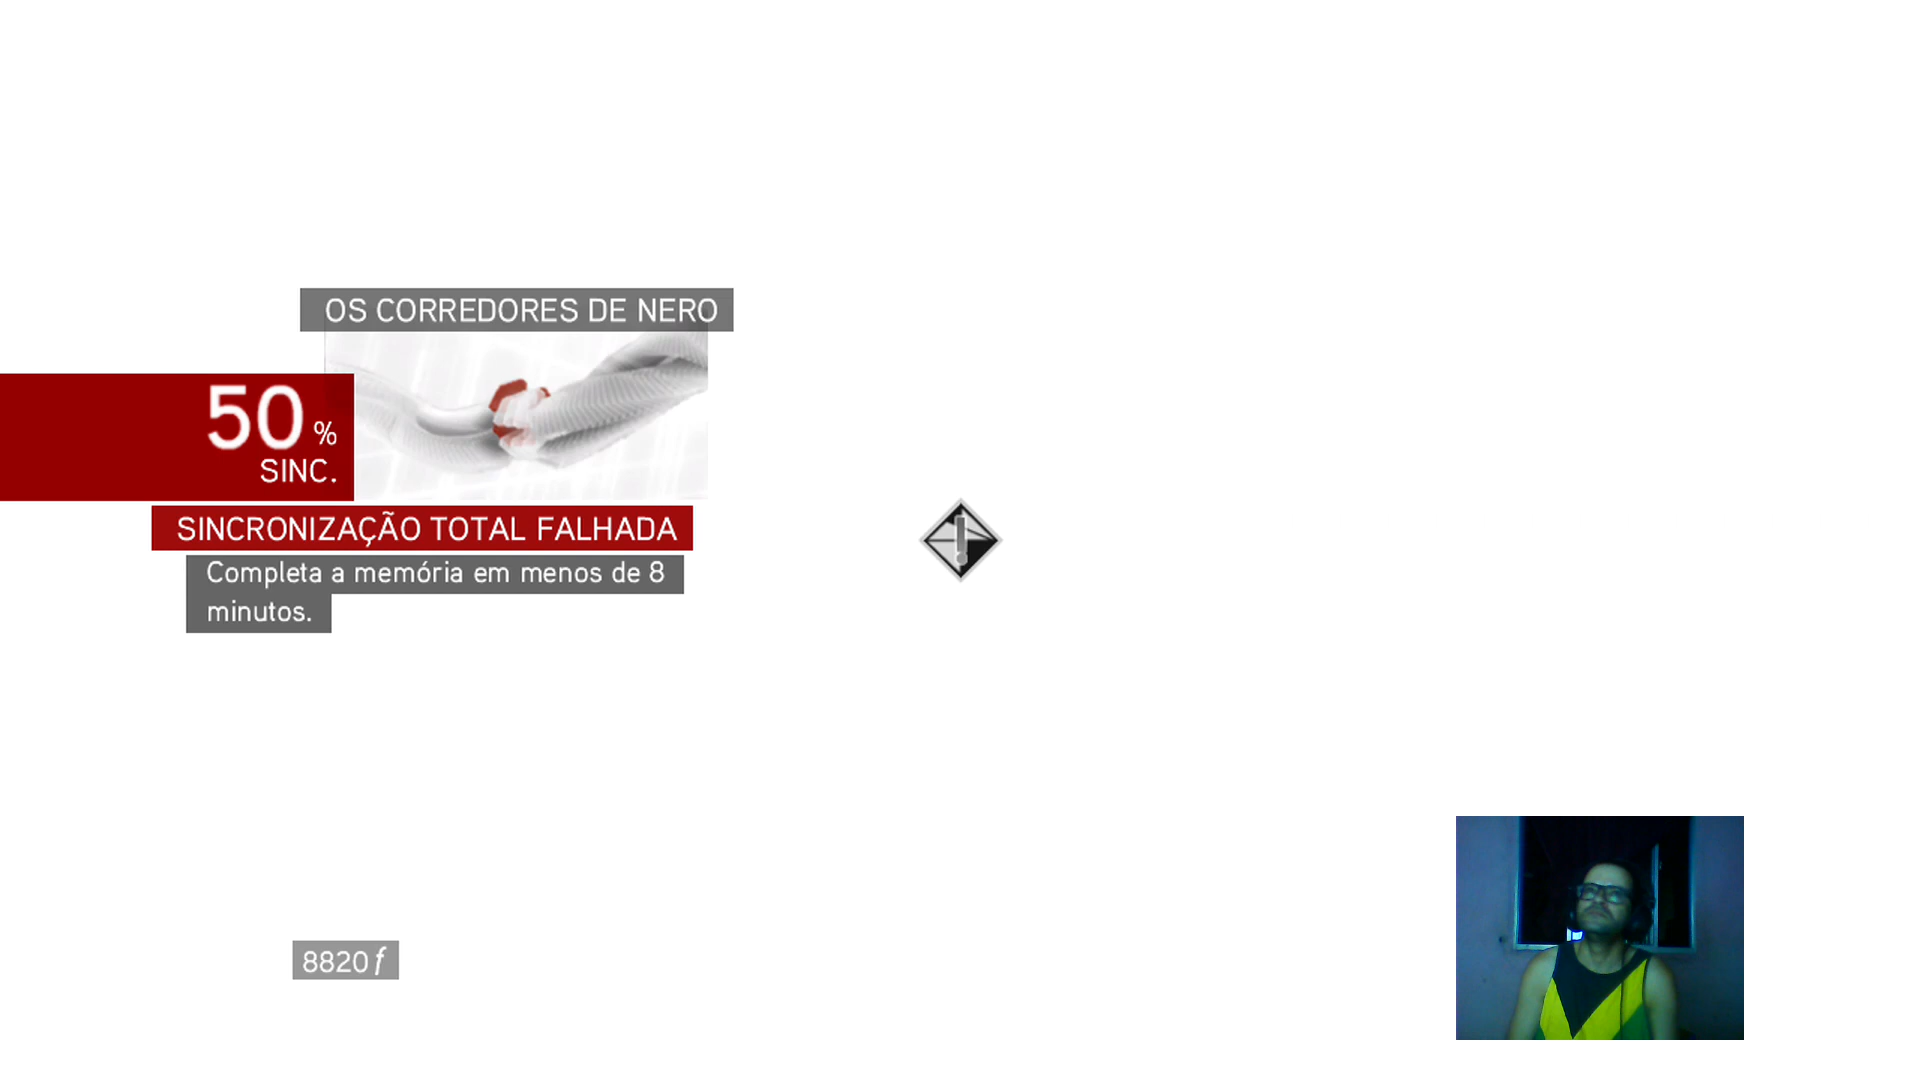 OS CORREDORES DE NERO
50 %
SINC.
SINCRONIZAÇÃO TOTAL FALHADA
Completa a memória em menos de 8
minutos.
8820 ƒ